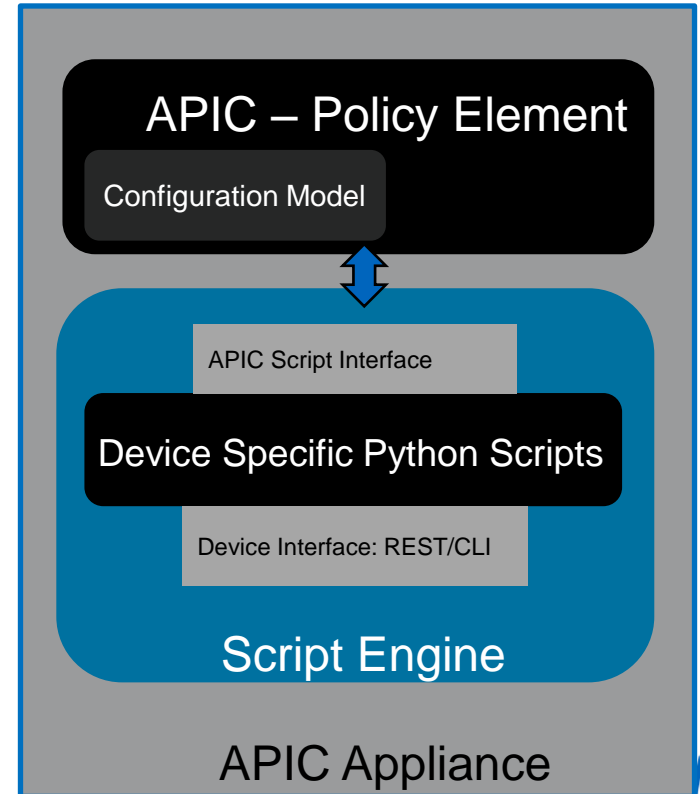 APIC – Policy Element
Configuration Model
APIC Script Interface
Device Specific Python Scripts
Device Interface: REST/CLI
Script Engine
APIC Appliance